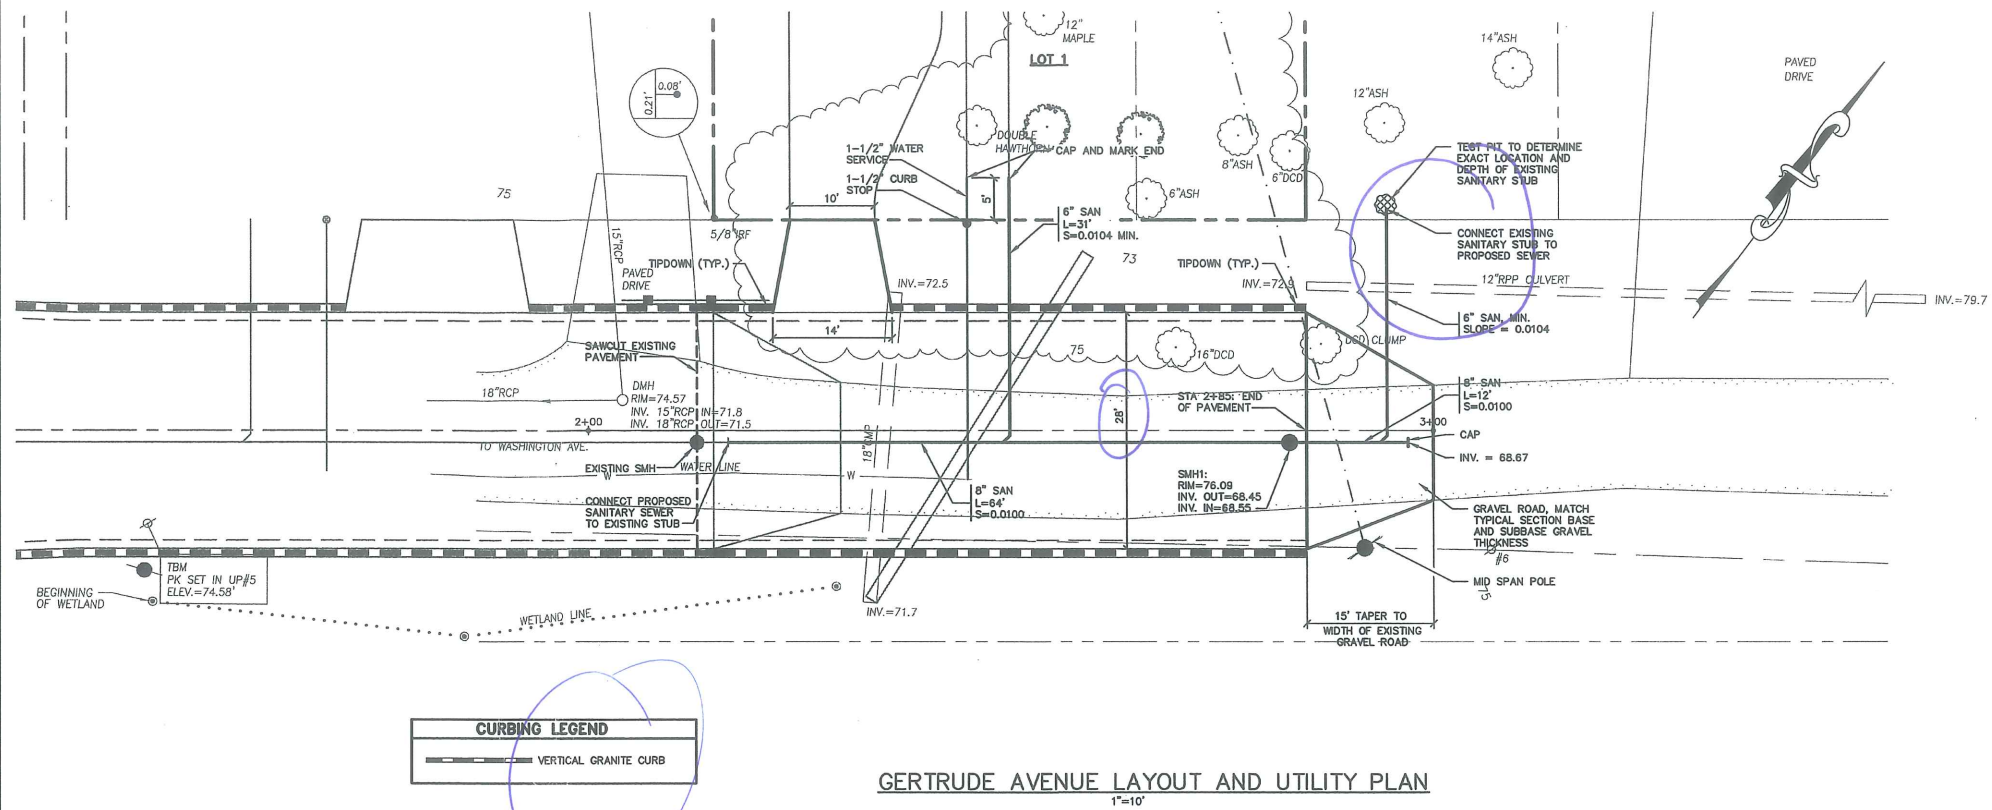 12"
MAPLE
LOT 1
14"ASH
PAVED
DRIVE
0.08'
0.21'
12"ASH
DOUBLE
HAWTHORN
CAP AND MARK END
1-1/2" WATER
SERVICE
1-1/2" CURB
STOP
8"ASH
6"DCD
TEST PIT TO DETERMINE
EXACT LOCATION AND
DEPTH OF EXISTING
SANITARY STUB
75
10'
5'
6"ASH
6" SAN
L=31'
S=0.0104 MIN.
5/8"IRF
15"RCP
CONNECT EXISTING
SANITARY STUB TO
PROPOSED SEWER
TIPDOWN (TYP.)
PAVED
DRIVE
73
TIPDOWN (TYP.)
INV.=72.5
INV.=72.9
12"RPP CULVERT
INV.=79.7
6" SAN, MIN.
SLOPE = 0.0104
14'
SAWCUT EXISTING
PAVEMENT
75
16"DCD
DCD CLUMP
18"RCP
DMH
RIM=74.57
INV. 15"RCP IN=71.8
INV. 18"RCP OUT=71.5
28'
STA 2+85: END
OF PAVEMENT
8" SAN
L=12'
S=0.0100
2+00
3+00
TO WASHINGTON AVE.
18"CMP
CAP
INV. = 68.67
EXISTING SMH
WATER LINE
W
W
SMH1:
RIM=76.09
INV. OUT=68.45
INV. IN=68.55
8" SAN
L=64'
S=0.0100
CONNECT PROPOSED
SANITARY SEWER
TO EXISTING STUB
GRAVEL ROAD, MATCH
TYPICAL SECTION BASE
AND SUBBASE GRAVEL
THICKNESS
#6
TBM
PK SET IN UP#5
ELEV.=74.58'
BEGINNING
OF WETLAND
MID SPAN POLE
75
WETLAND LINE
INV.=71.7
15' TAPER TO
WIDTH OF EXISTING
GRAVEL ROAD
CURBING LEGEND
VERTICAL GRANITE CURB
GERTRUDE AVENUE LAYOUT AND UTILITY PLAN
1"=10'